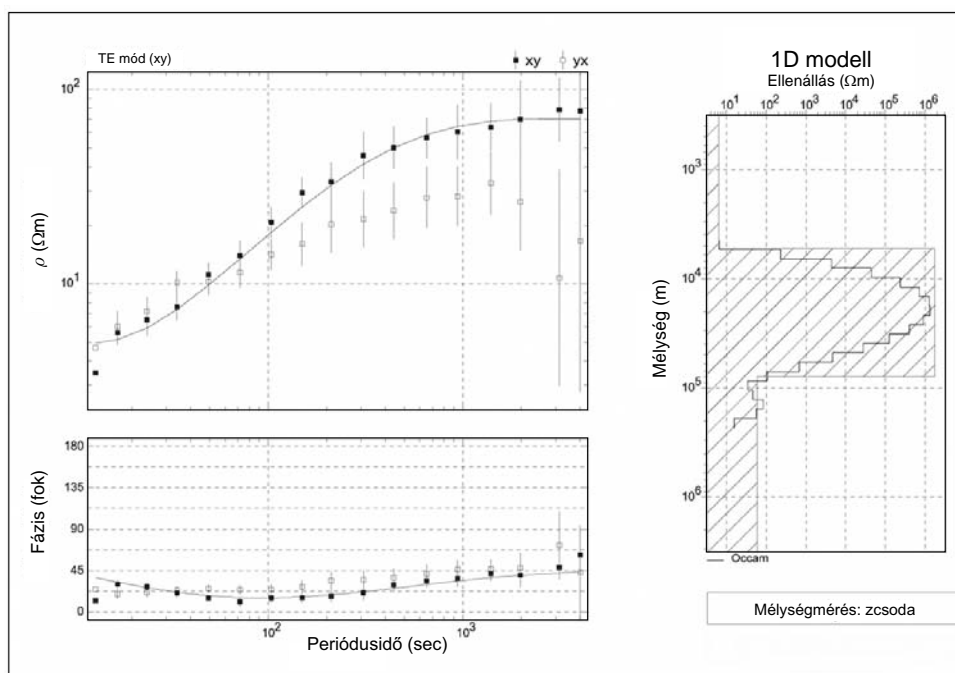 TE mód (xy)
xy yx
10²
10¹
ρ (Ωm)
180
135
90
45
0
Fázis (fok)
10² 10³
Periódusidő (sec)
1D modell
Ellenállás (Ωm)
10¹ 10² 10³ 10⁴ 10⁵ 10⁶
10³
10⁴
10⁵
10⁶
Mélység (m)
Occam
Mélységmérés: zcsoda